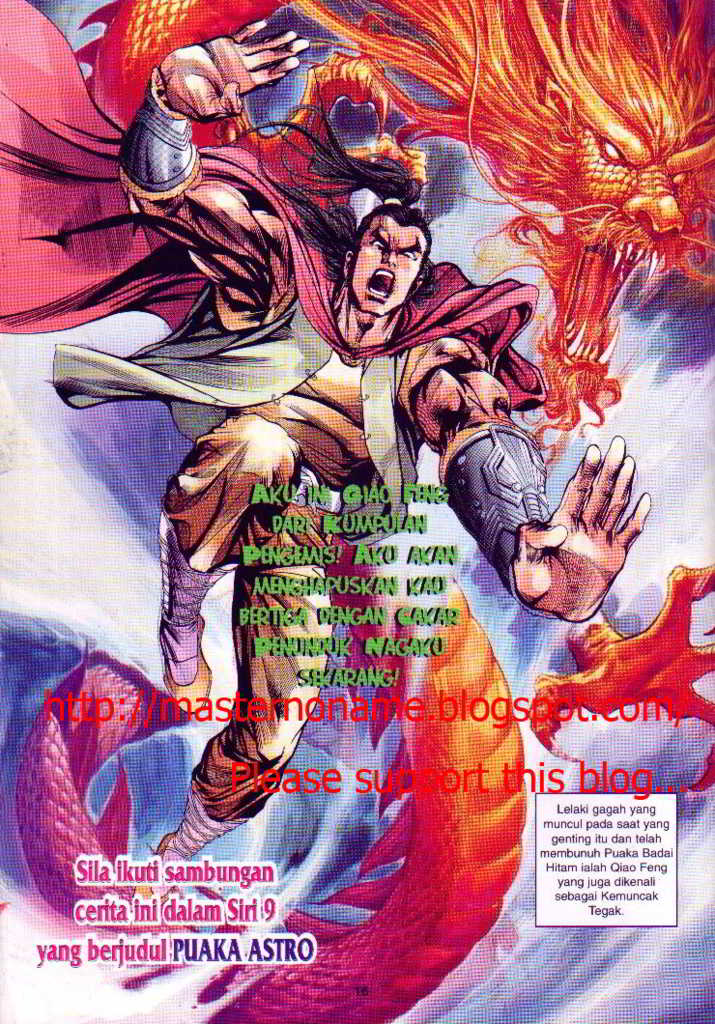 Aku ini Qiao Feng
dari Kumpulan
Pengemis! Aku akan
menghapuskan kau
bertiga dengan Cakar
Penunduk Nagaku
sekarang!
http://masternoname.blogspot.com/
Please support this blog...
Lelaki gagah yang
muncul pada saat yang
genting itu dan telah
membunuh Puaka Badai
Hitam ialah Qiao Feng
yang juga dikenali
sebagai Kemuncak
Tegak.
Sila ikuti sambungan
cerita ini dalam Siri 9
yang berjudul PUAKA ASTRO
16